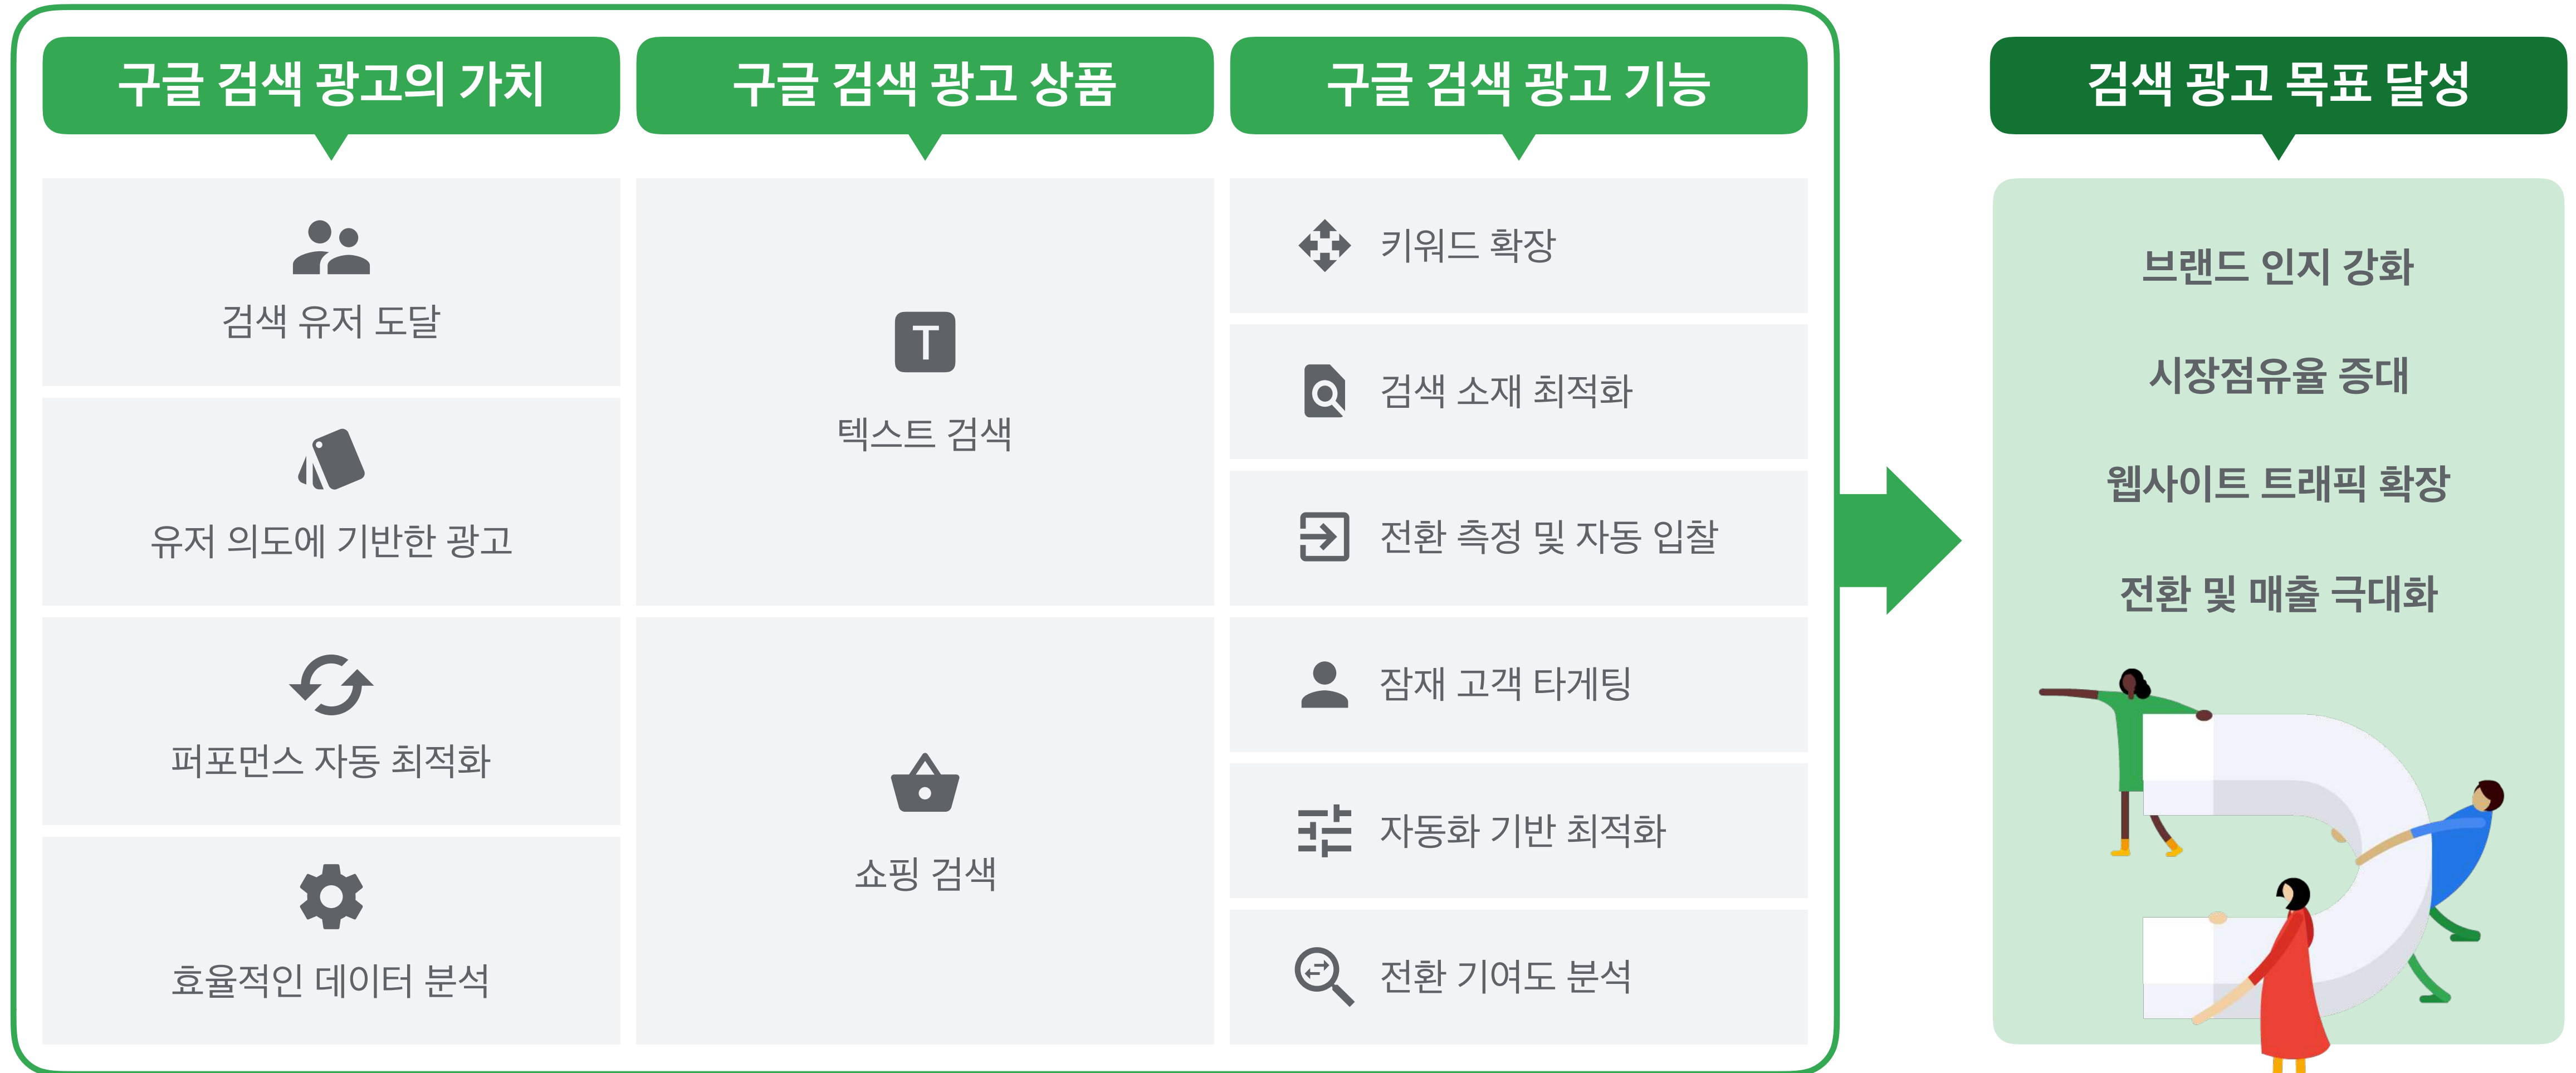 구글 검색 광고의 가치
검색 유저 도달
유저 의도에 기반한 광고
퍼포먼스 자동 최적화
효율적인 데이터 분석
구글 검색 광고 상품
T
텍스트 검색
쇼핑 검색
구글 검색 광고 기능
키워드 확장
검색 소재 최적화
전환 측정 및 자동 입찰
잠재 고객 타게팅
자동화 기반 최적화
전환 기여도 분석
검색 광고 목표 달성
브랜드 인지 강화
시장점유율 증대
웹사이트 트래픽 확장
전환 및 매출 극대화